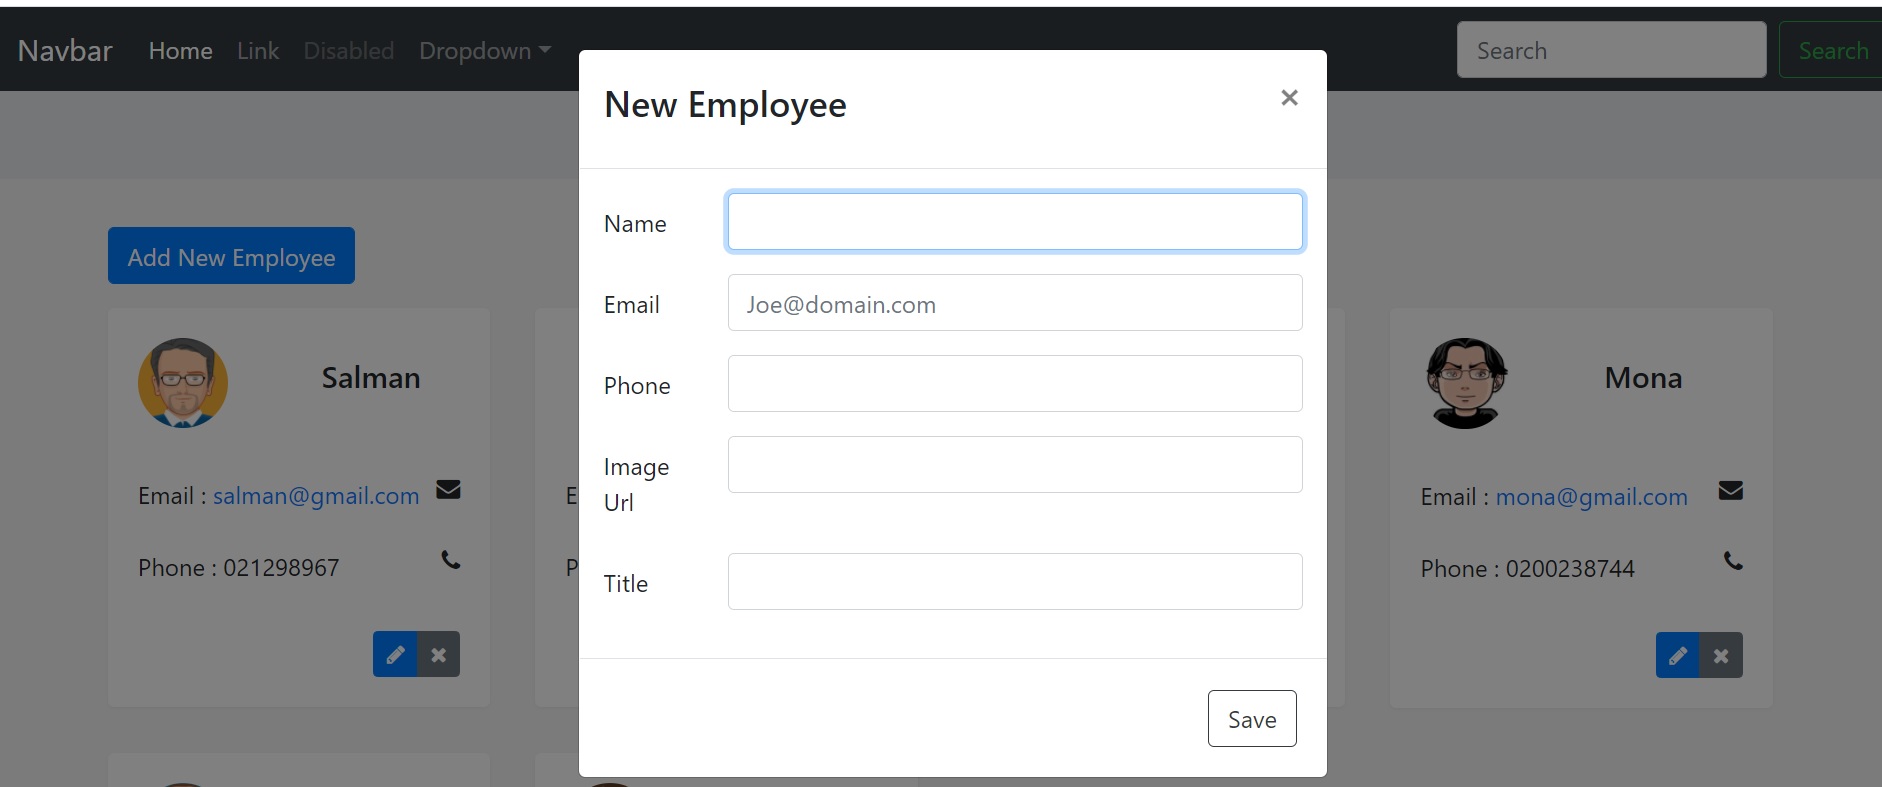 Navbar Home Link Disabled Dropdown Search Search
New Employee ×
Name
Email Joe@domain.com
Phone
Image
Url
Title
Save
Add New Employee
Salman
Email : salman@gmail.com
Phone : 021298967
E
P
Mona
Email : mona@gmail.com
Phone : 0200238744